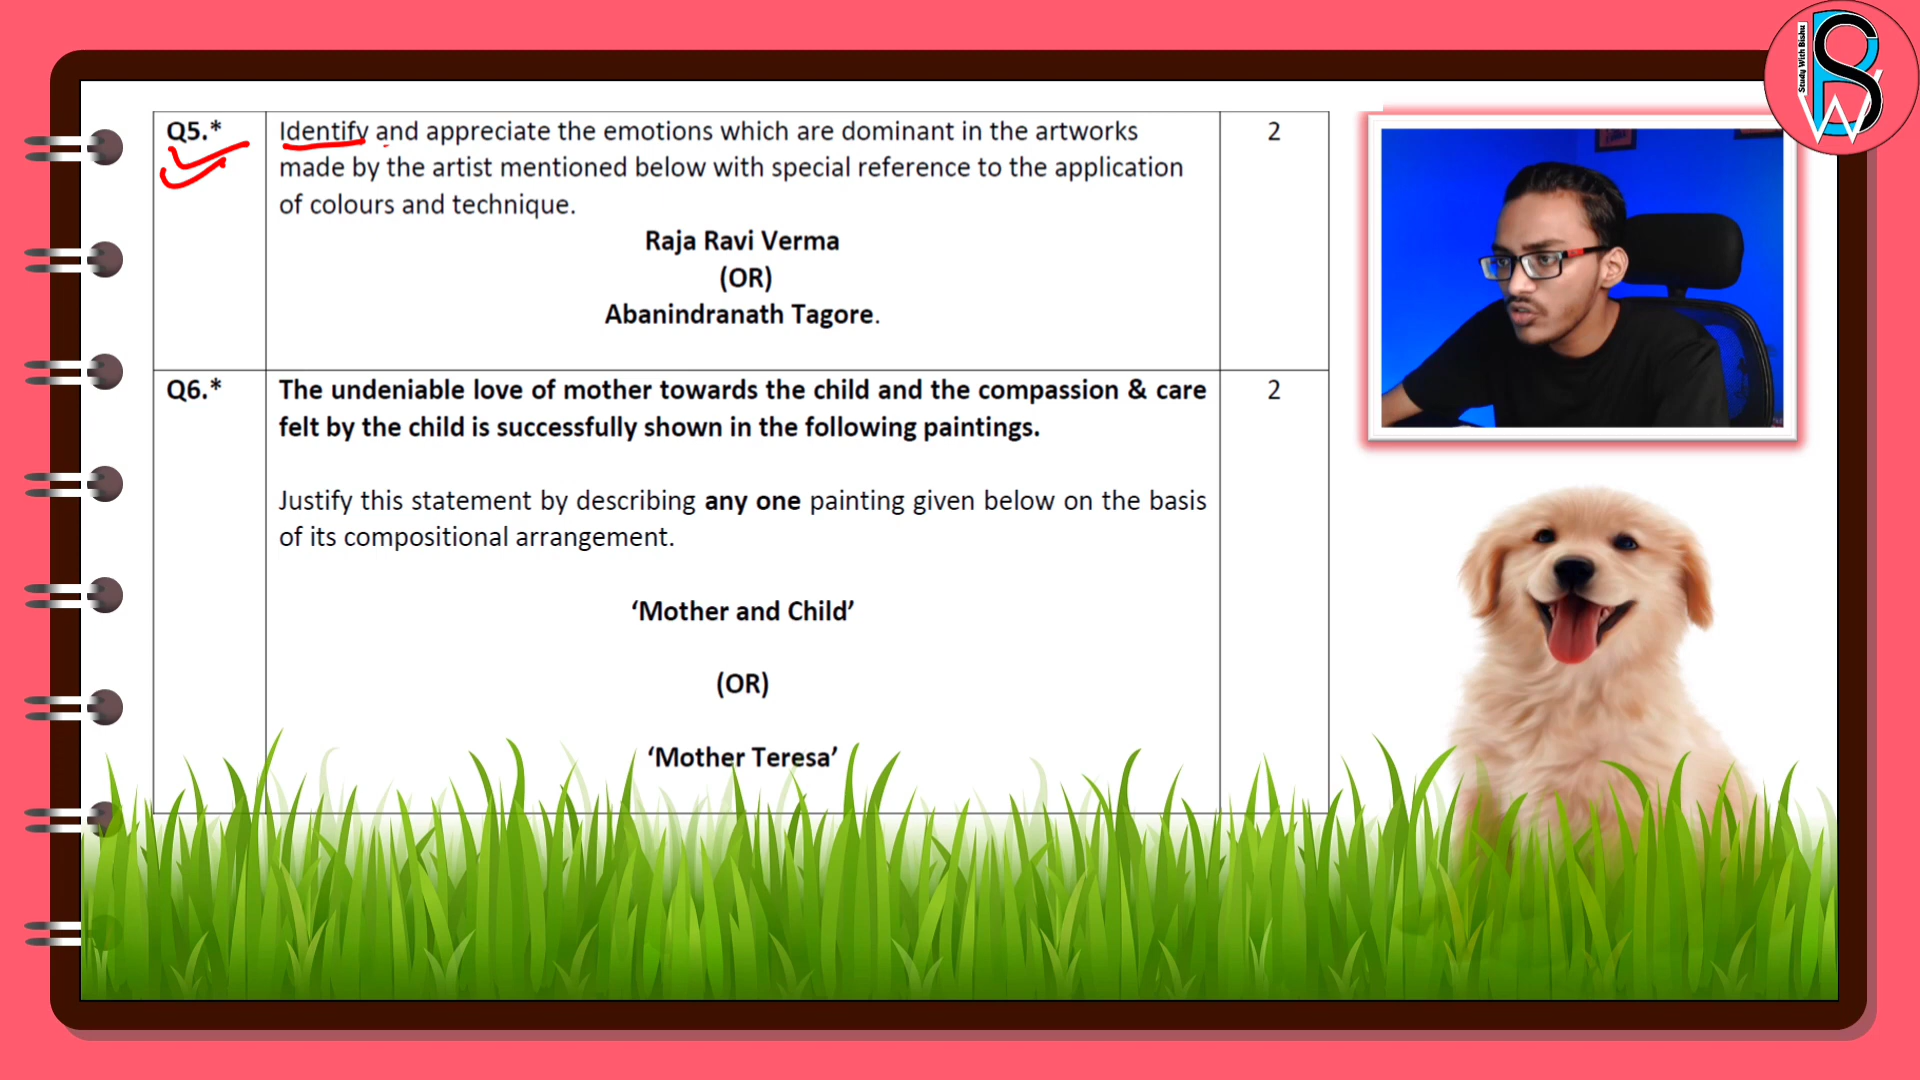 Study With Bishu
BSW
Q5.* Identify and appreciate the emotions which are dominant in the artworks 2
made by the artist mentioned below with special reference to the application
of colours and technique.
Raja Ravi Verma
(OR)
Abanindranath Tagore.
Q6.* The undeniable love of mother towards the child and the compassion & care 2
felt by the child is successfully shown in the following paintings.
Justify this statement by describing any one painting given below on the basis
of its compositional arrangement.
‘Mother and Child’
(OR)
‘Mother Teresa’